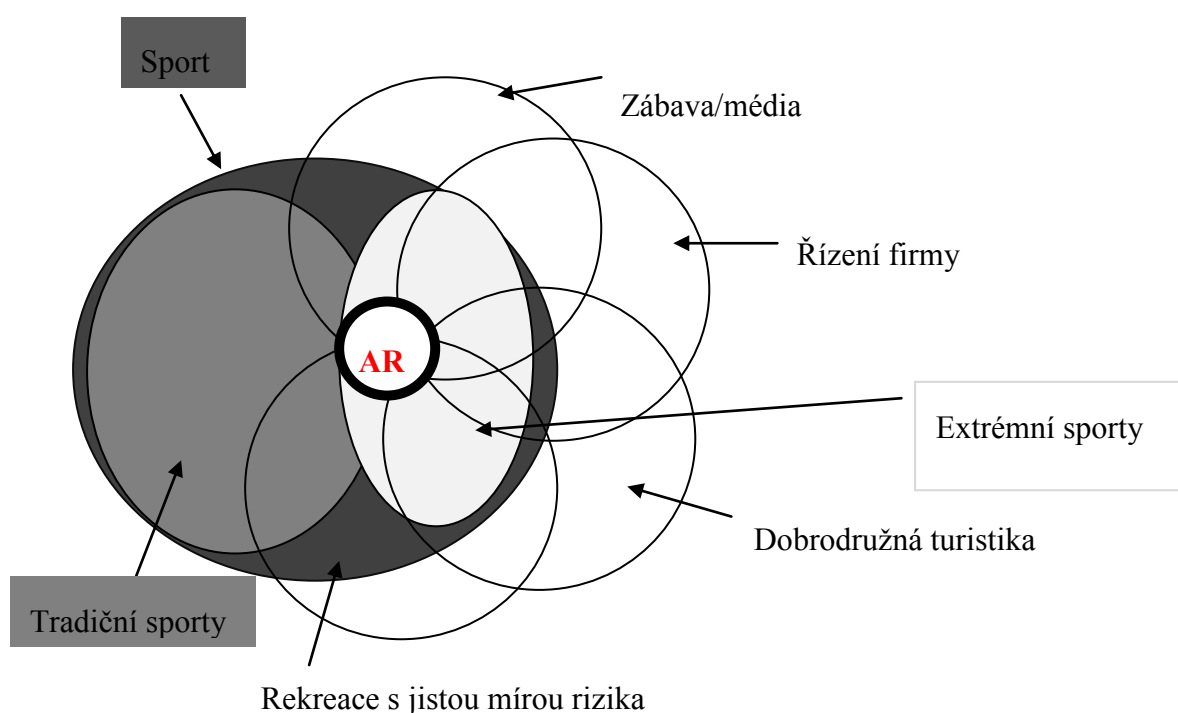 Sport
Zábava/média
Řízení firmy
AR
Extrémní sporty
Dobrodružná turistika
Tradiční sporty
Rekreace s jistou mírou rizika